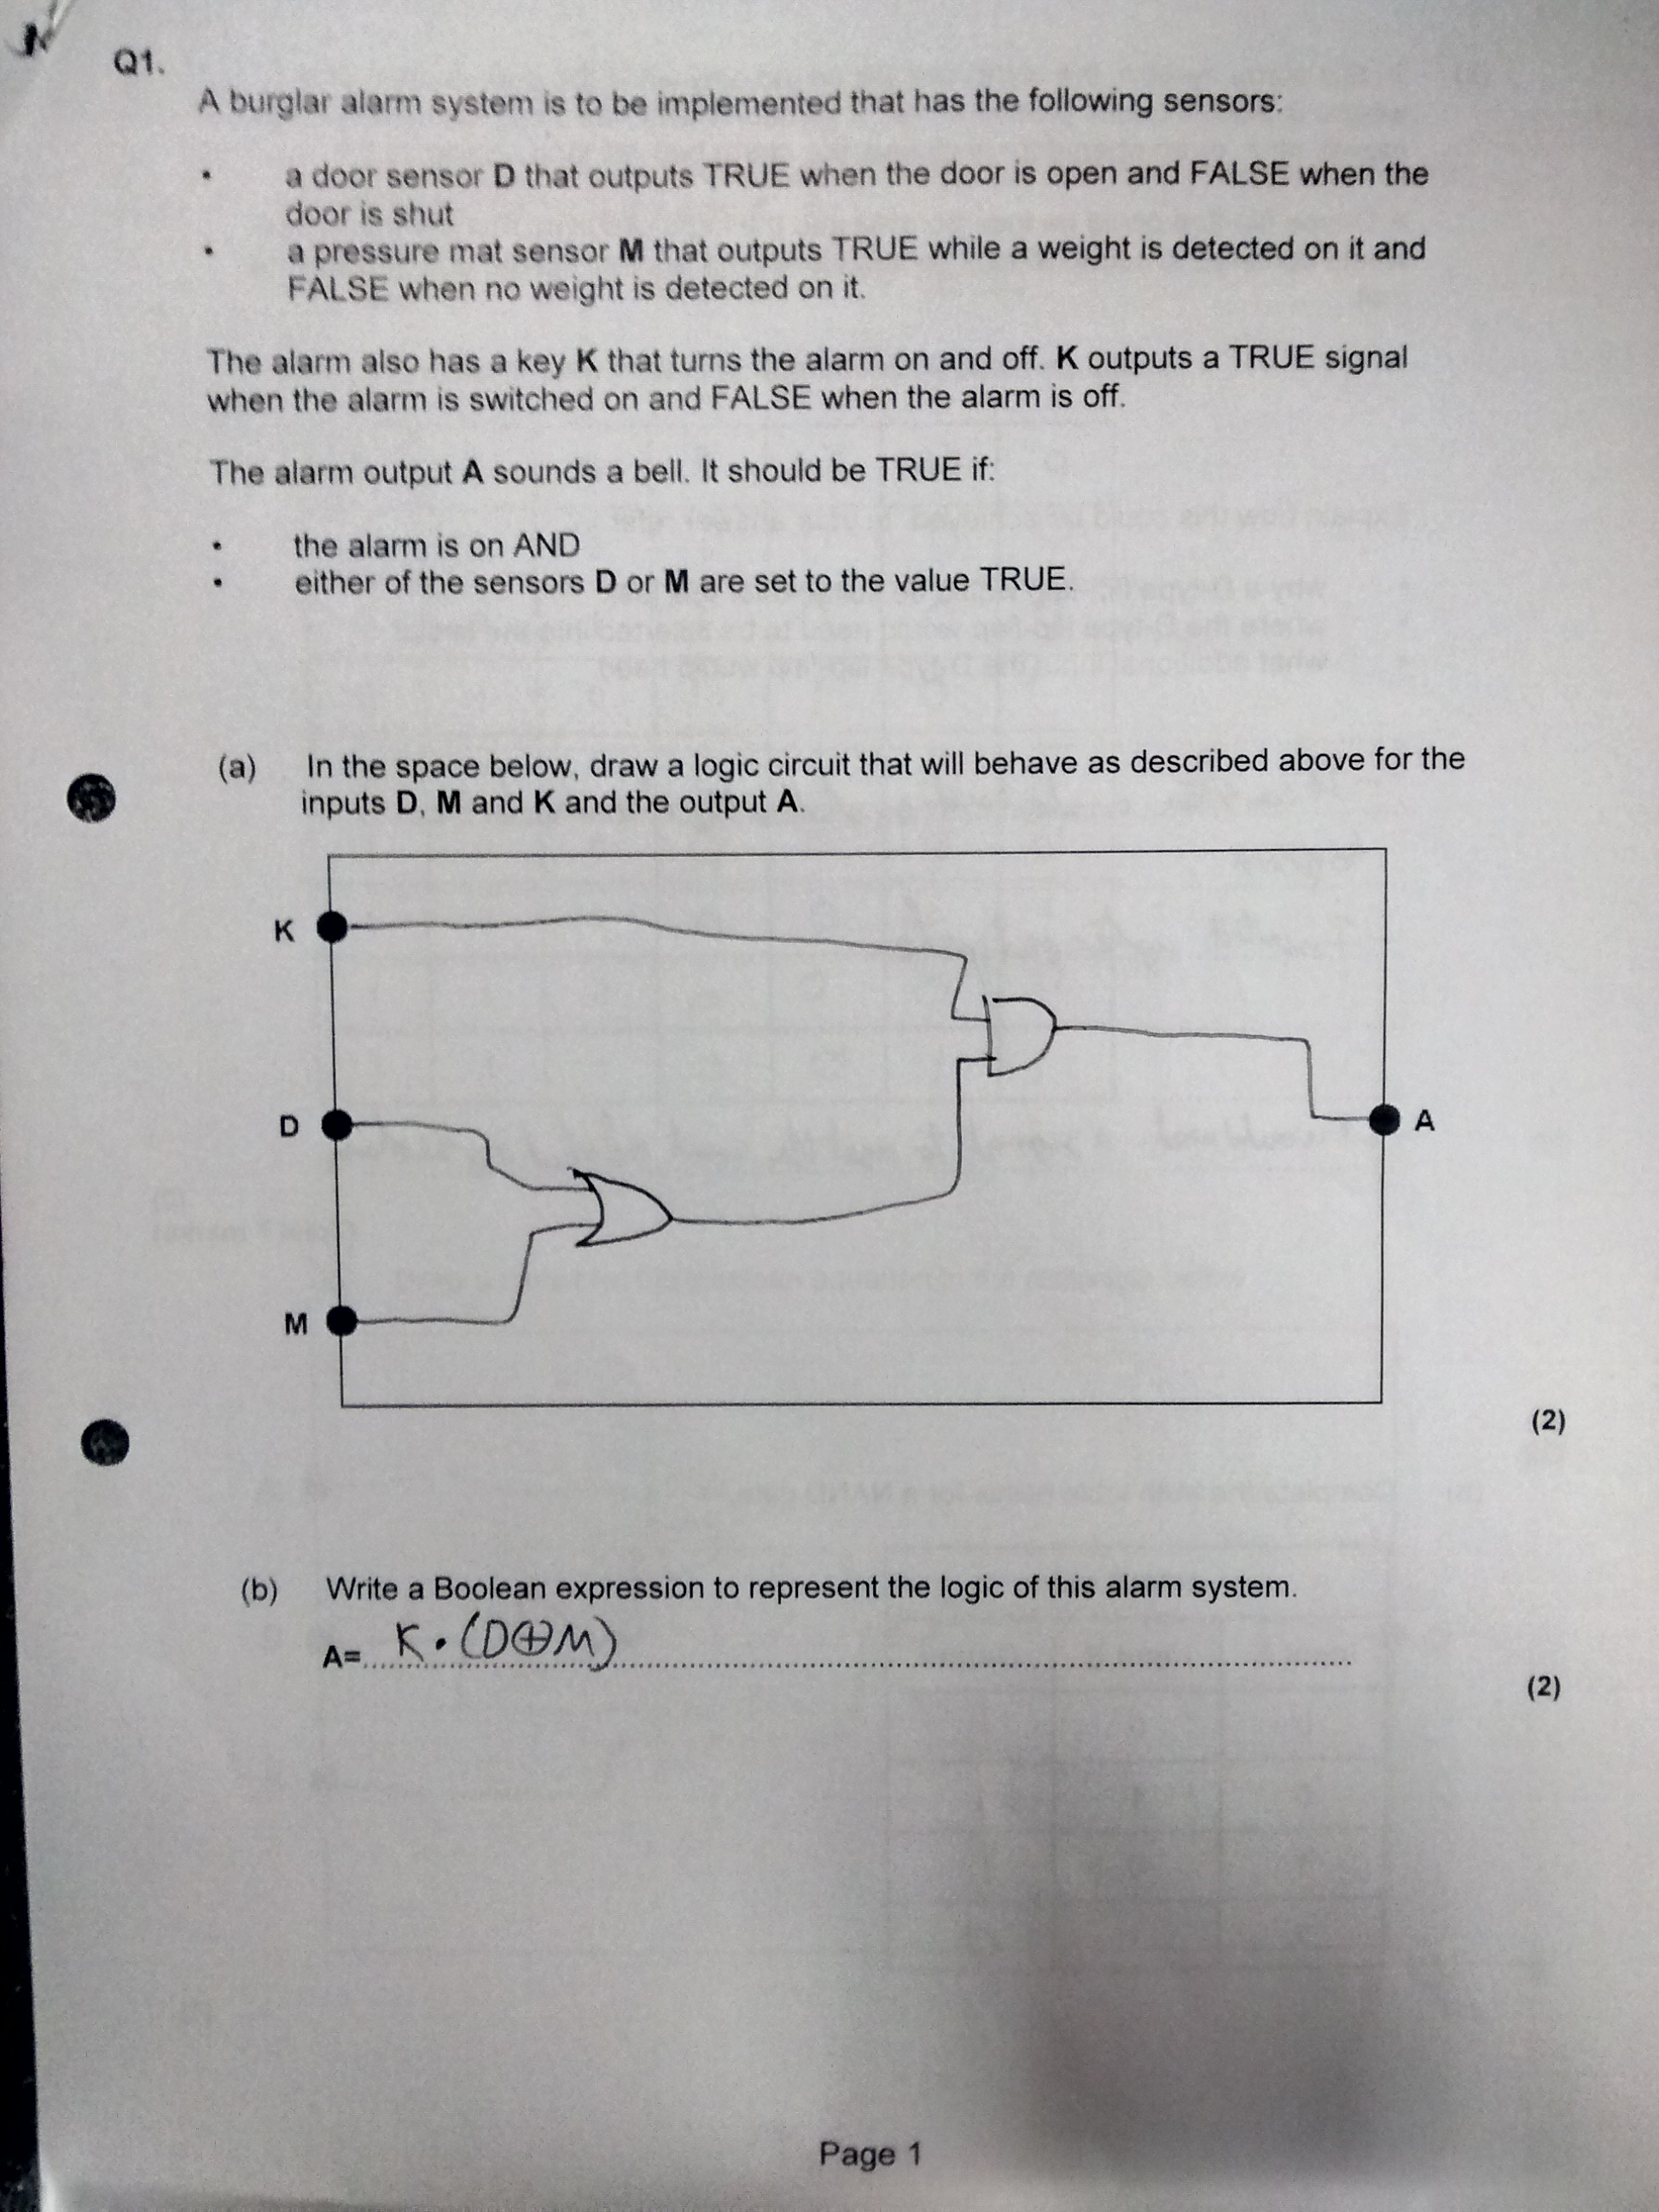 Q1.
A burglar alarm system is to be implemented that has the following sensors:
• a door sensor D that outputs TRUE when the door is open and FALSE when the
door is shut
• a pressure mat sensor M that outputs TRUE while a weight is detected on it and
FALSE when no weight is detected on it.
The alarm also has a key K that turns the alarm on and off. K outputs a TRUE signal
when the alarm is switched on and FALSE when the alarm is off.
The alarm output A sounds a bell. It should be TRUE if:
• the alarm is on AND
• either of the sensors D or M are set to the value TRUE.
(a) In the space below, draw a logic circuit that will behave as described above for the
inputs D, M and K and the output A.
K
D
A
M
(2)
(b) Write a Boolean expression to represent the logic of this alarm system.
A= K·(D⊕M)
(2)
Page 1